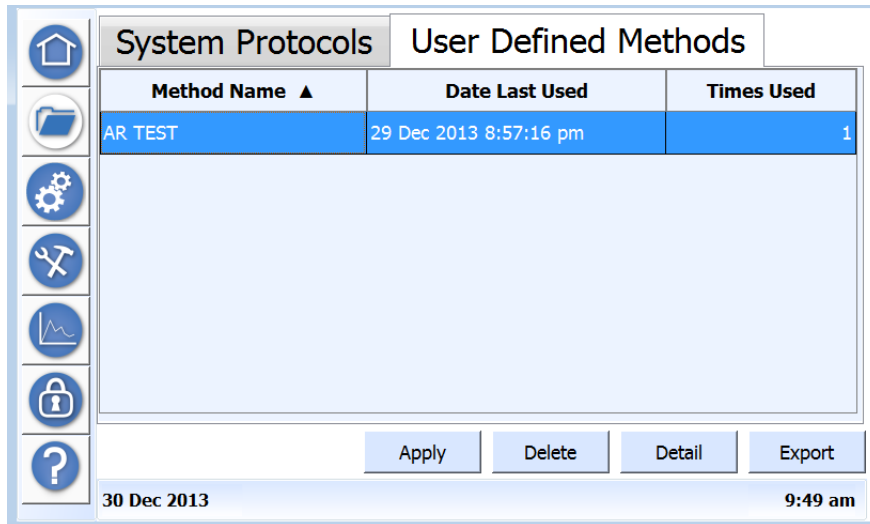 System Protocols User Defined Methods
Method Name ▲ Date Last Used Times Used
AR TEST 29 Dec 2013 8:57:16 pm 1
Apply Delete Detail Export
?
30 Dec 2013 9:49 am